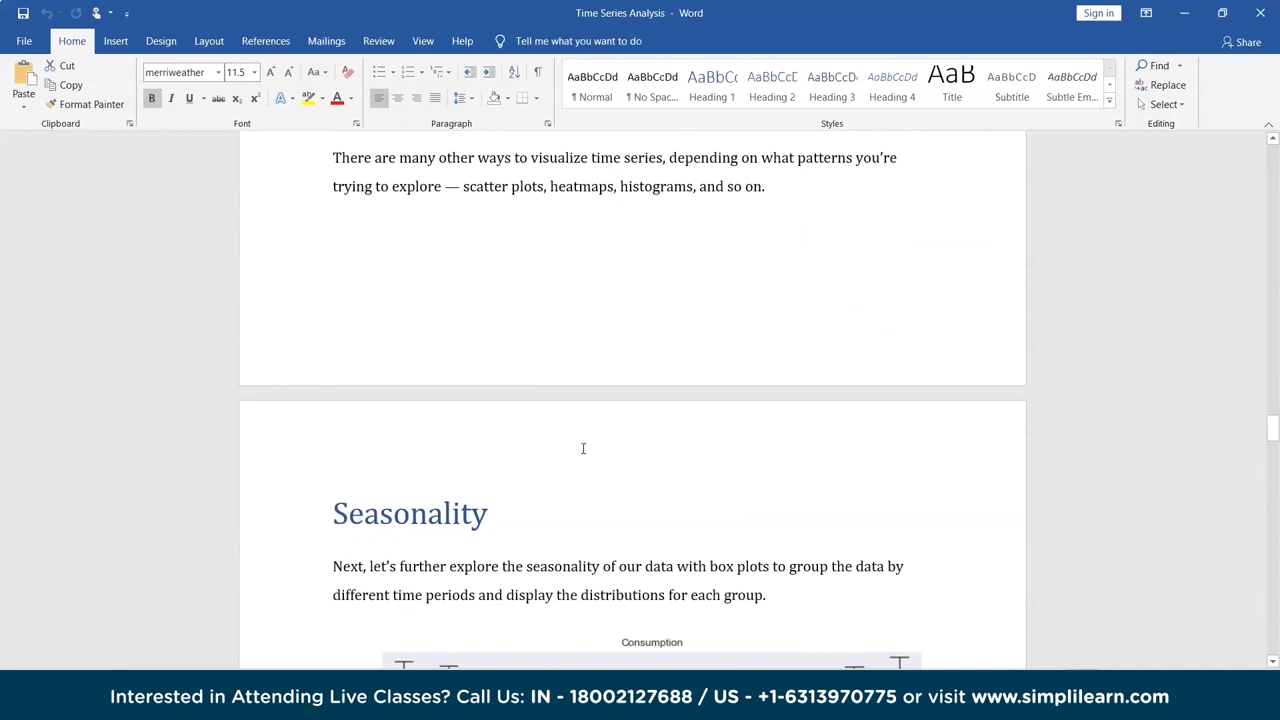 Time Series Analysis - Word
Sign in
File Home Insert Design Layout References Mailings Review View Help Tell me what you want to do Share
Paste
Cut
Copy
Format Painter
Clipboard
merriweather 11.5
Font
Paragraph
AaBbCcDd AaBbCcDd AaBbCc AaBbCcD AaBbCcD AaBbCcDd AaB AaBbCcD AaBbCcDd
¶ Normal ¶ No Spac... Heading 1 Heading 2 Heading 3 Heading 4 Title Subtitle Subtle Em...
Styles
Find
Replace
Select
Editing
There are many other ways to visualize time series, depending on what patterns you're
trying to explore — scatter plots, heatmaps, histograms, and so on.
Seasonality
Next, let's further explore the seasonality of our data with box plots to group the data by
different time periods and display the distributions for each group.
Consumption
Interested in Attending Live Classes? Call Us: IN - 18002127688 / US - +1-6313970775 or visit www.simplilearn.com